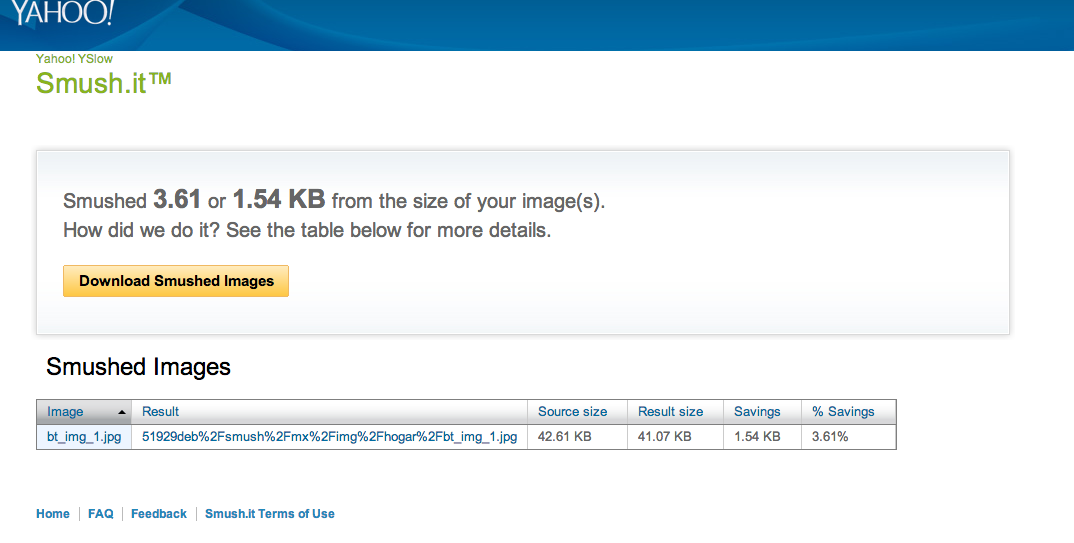 YAHOO!
Yahoo! YSlow
Smush.it™
Smushed 3.61 or 1.54 KB from the size of your image(s).
How did we do it? See the table below for more details.
Download Smushed Images
Smushed Images
Image Result Source size Result size Savings % Savings
bt_img_1.jpg 51929deb%2Fsmush%2Fmx%2Fimg%2Fhogar%2Fbt_img_1.jpg 42.61 KB 41.07 KB 1.54 KB 3.61%
Home FAQ Feedback Smush.it Terms of Use